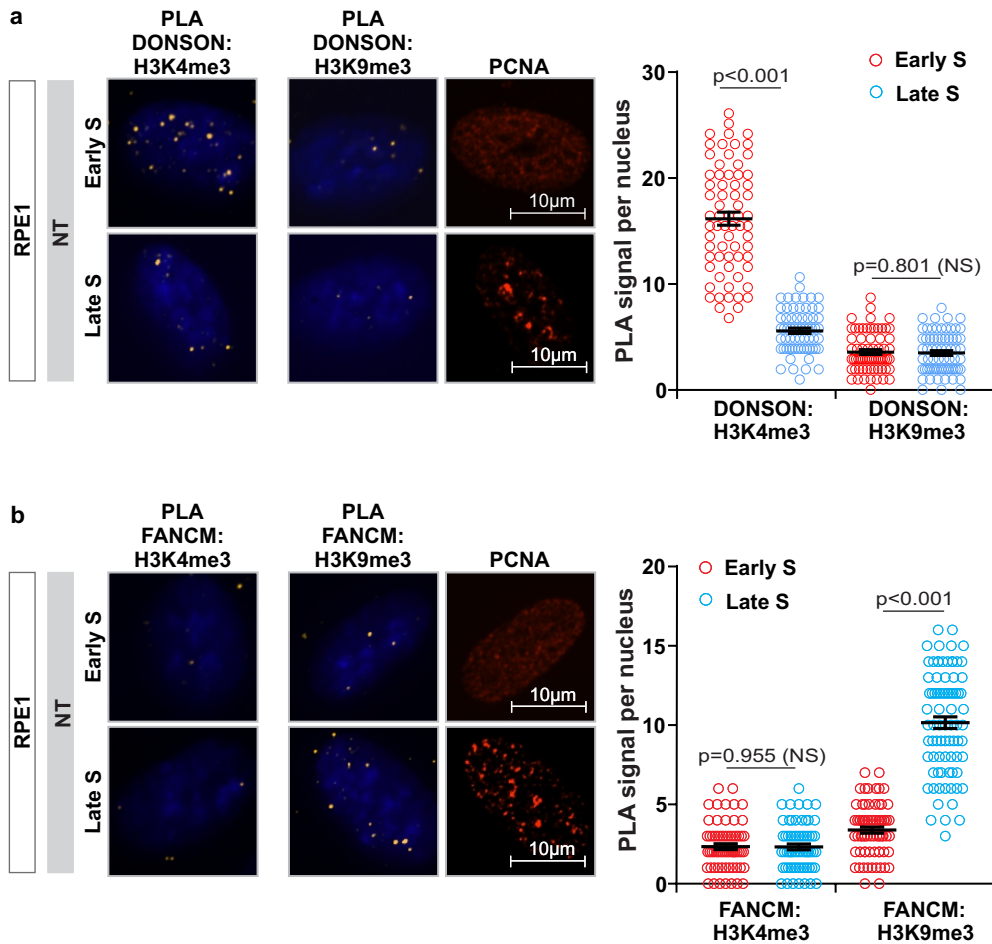 a
PLA
DONSON:
H3K4me3
PLA
DONSON:
H3K9me3
PCNA
RPE1
NT
Early S
Late S
10μm
10μm
PLA signal per nucleus
30
20
10
0
Early S
Late S
p<0.001
p=0.801 (NS)
DONSON:
H3K4me3
DONSON:
H3K9me3
b
PLA
FANCM:
H3K4me3
PLA
FANCM:
H3K9me3
PCNA
RPE1
NT
Early S
Late S
10μm
10μm
PLA signal per nucleus
20
15
10
5
0
Early S
Late S
p<0.001
p=0.955 (NS)
FANCM:
H3K4me3
FANCM:
H3K9me3